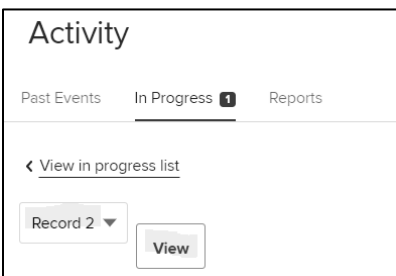 Activity
Past Events In Progress 1 Reports
View in progress list
Record 2
View